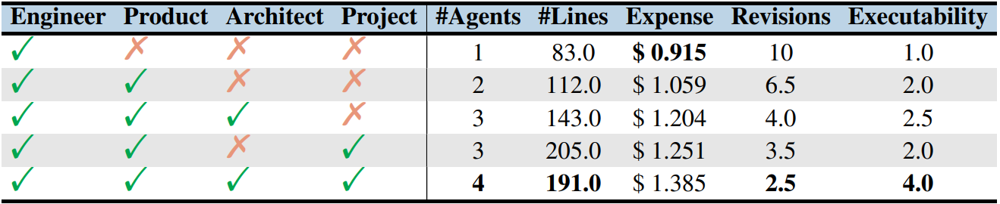 Engineer Product Architect Project #Agents #Lines Expense Revisions Executability
✓ ✗ ✗ ✗ 1 83.0 $ 0.915 10 1.0
✓ ✓ ✗ ✗ 2 112.0 $ 1.059 6.5 2.0
✓ ✓ ✓ ✗ 3 143.0 $ 1.204 4.0 2.5
✓ ✓ ✗ ✓ 3 205.0 $ 1.251 3.5 2.0
✓ ✓ ✓ ✓ 4 191.0 $ 1.385 2.5 4.0